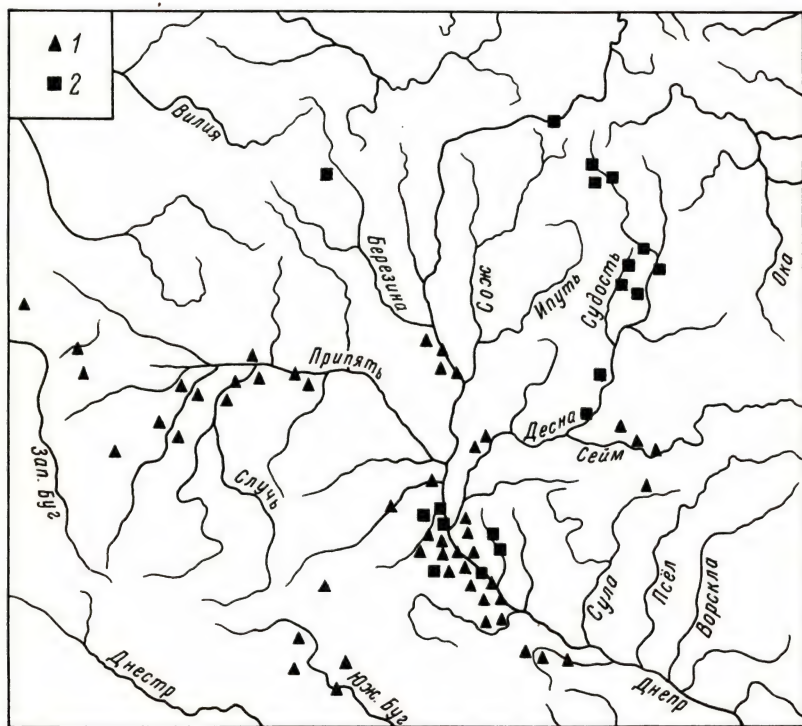 1
2
Вилия
Березина
Сож
Ипуть
Судость
Ока
Припять
Десна
Сейм
Зап. Буг
Случь
Сула
Псёл
Ворскла
Днестр
Юж. Буг
Днепр